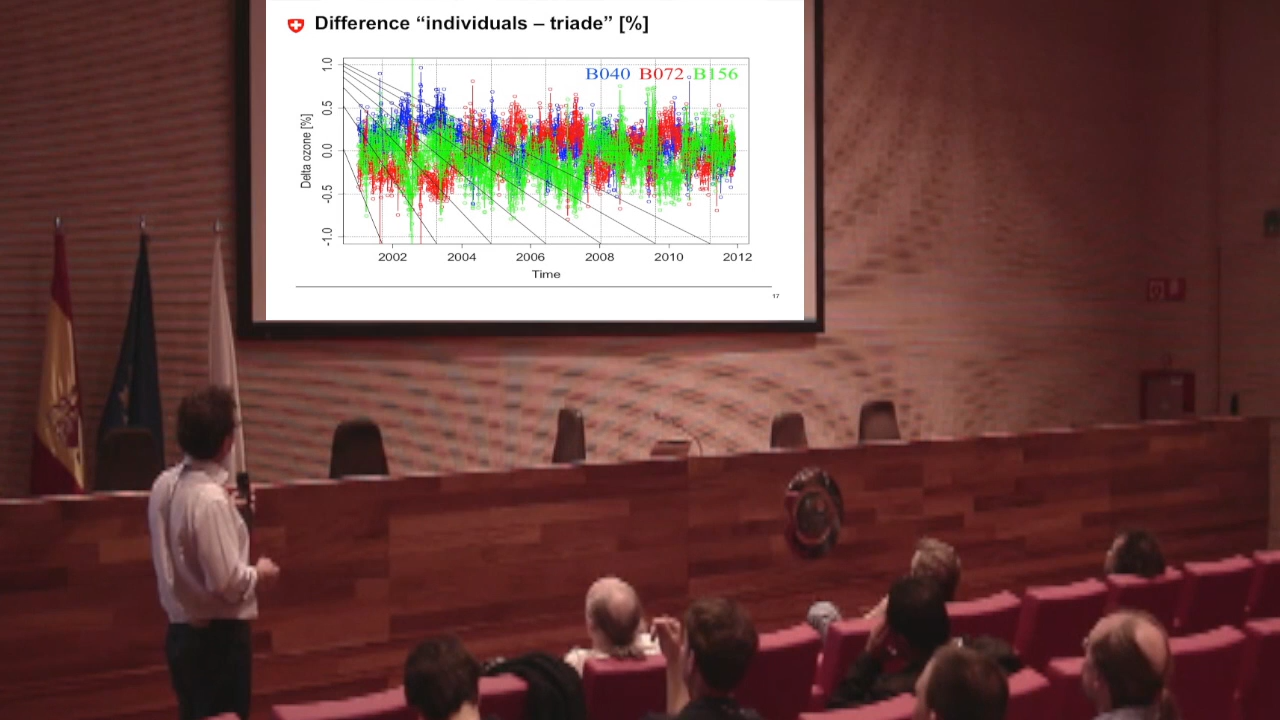 Difference “individuals – triade” [%]
B040 B072 B156
Delta ozone [%]
1.0
0.5
0.0
-0.5
-1.0
2002 2004 2006 2008 2010 2012
Time
17